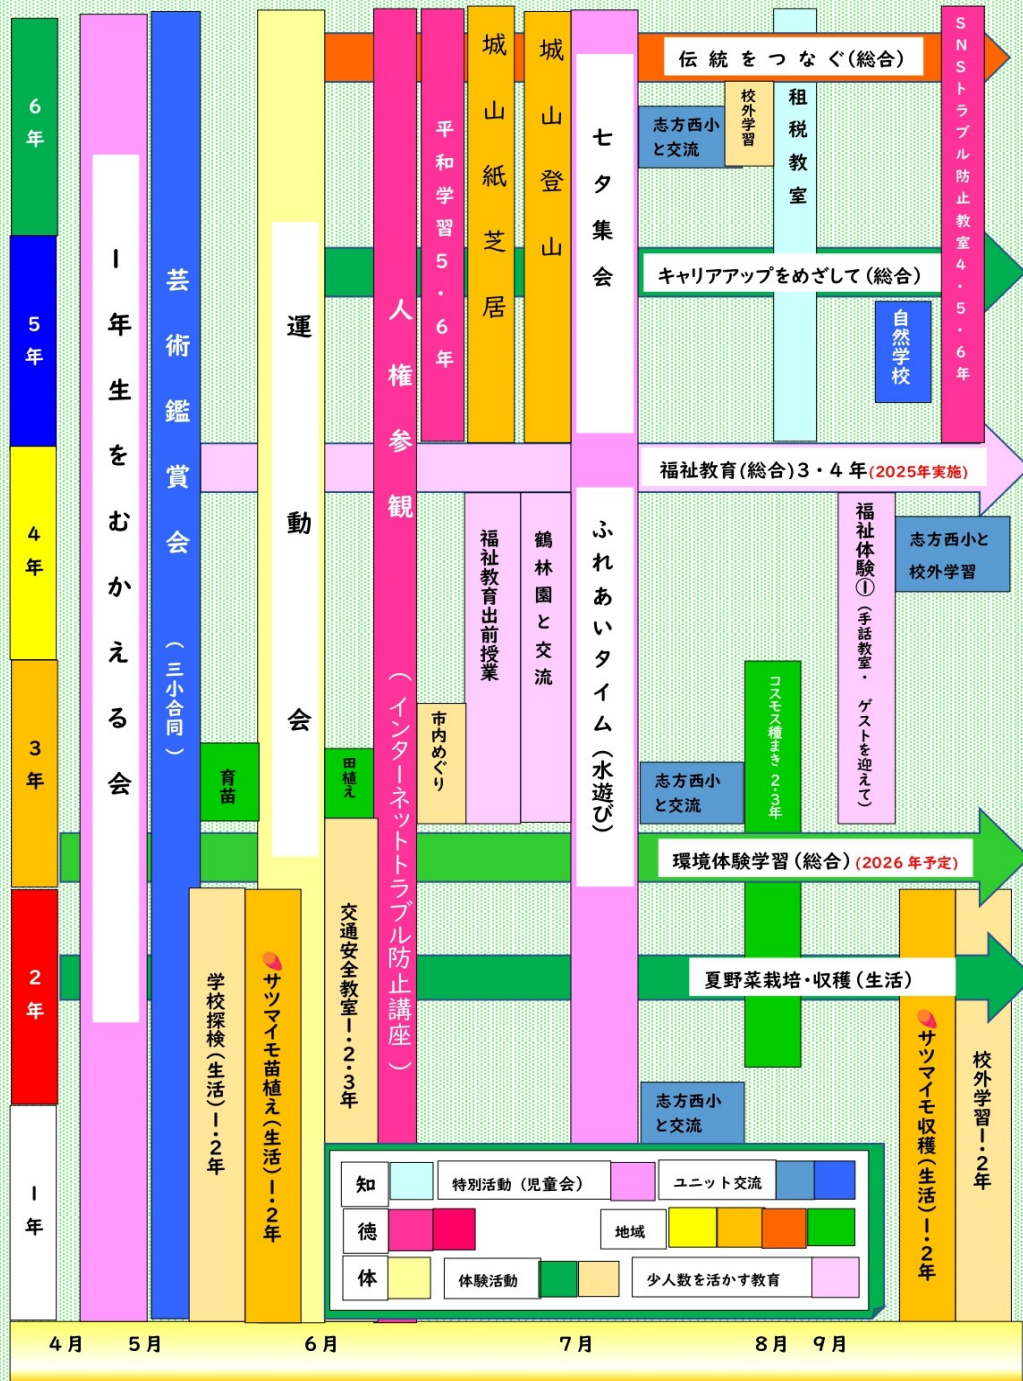 6年
5年
4年
3年
2年
1年
1年生をむかえる会
芸術鑑賞会(三小合同)
運動会
人権参観(インターネットトラブル防止講座)
平和学習5・6年
城山紙芝居
城山登山
七夕集会
ふれあいタイム(水遊び)
伝統をつなぐ(総合)
志方西小
と交流
校外学習
租税教室
SNSトラブル防止教室4・5・6年
キャリアアップをめざして(総合)
自然学校
福祉教育(総合)3・4年(2025年実施)
福祉教育出前授業
鶴林園と交流
福祉体験①(手話教室・ ゲストを迎えて)
志方西小と
校外学習
育苗
田植え
市内めぐり
志方西小
と交流
コスモス種まき 2・3年
環境体験学習(総合)(2026年予定)
夏野菜栽培・収穫(生活)
学校探検(生活)1・2年
サツマイモ苗植え(生活)1・2年
交通安全教室1・2・3年
志方西小
と交流
サツマイモ収穫(生活)1・2年
校外学習1・2年
知
特別活動(児童会)
ユニット交流
徳
地域
体
体験活動
少人数を活かす教育
4月 5月 6月 7月 8月 9月